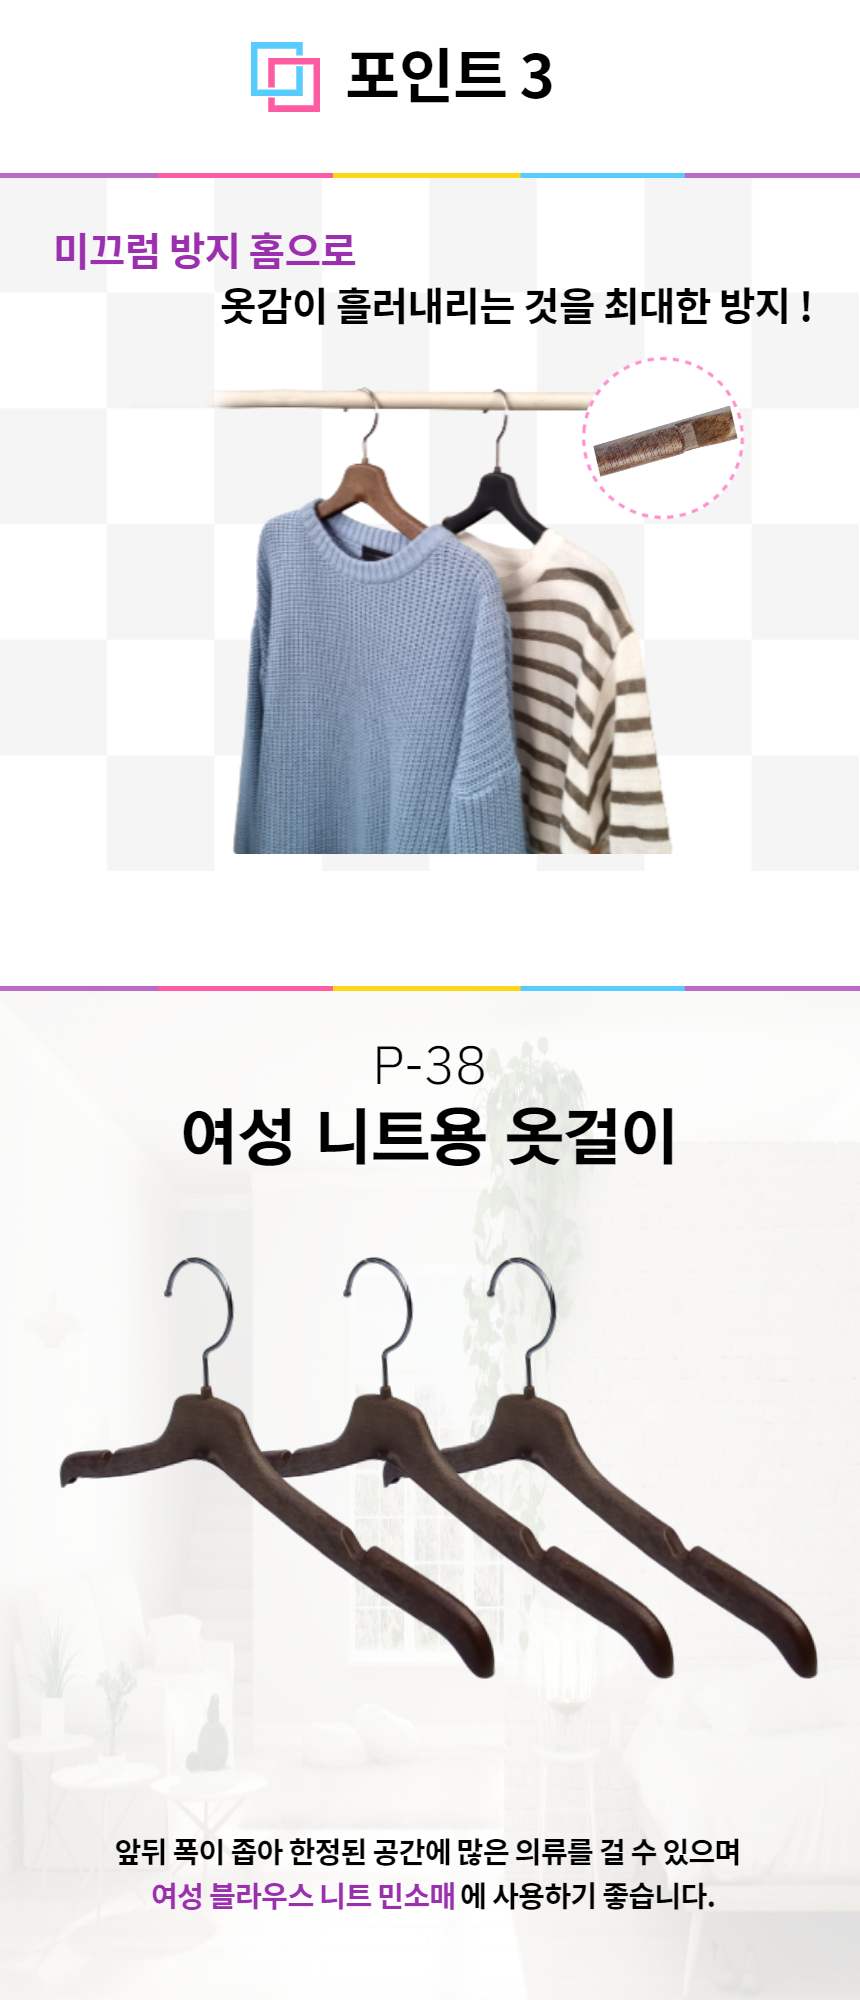 포인트 3
미끄럼 방지 홈으로
옷감이 흘러내리는 것을 최대한 방지 !
P-38
여성 니트용 옷걸이
앞뒤 폭이 좁아 한정된 공간에 많은 의류를 걸 수 있으며
여성 블라우스 니트 민소매 에 사용하기 좋습니다.